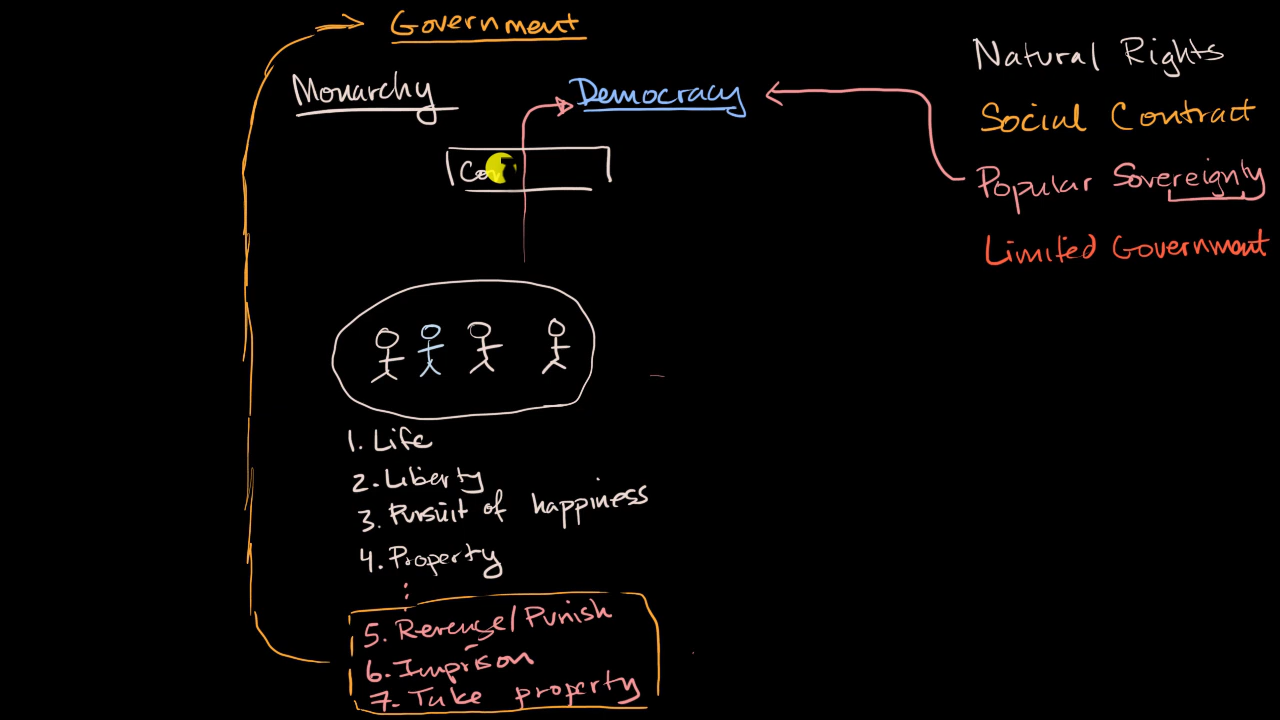 Government
Monarchy
Democracy
Natural Rights
Social Contract
Popular Sovereignty
Limited Government
1. Life
2. Liberty
3. Pursuit of happiness
4. Property
5. Revenge/Punish
6. Imprison
7. Take property